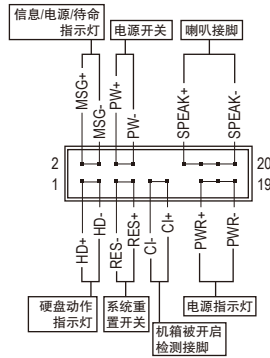 信息/电源/待命
指示灯
电源开关
喇叭接脚
MSG+
MSG-
PW+
PW-
SPEAK+
SPEAK-
2
20
1
19
HD+
HD-
RES-
RES+
CI-
CI+
PWR+
PWR-
硬盘动作
指示灯
系统重
置开关
机箱被开启
检测接脚
电源指示灯